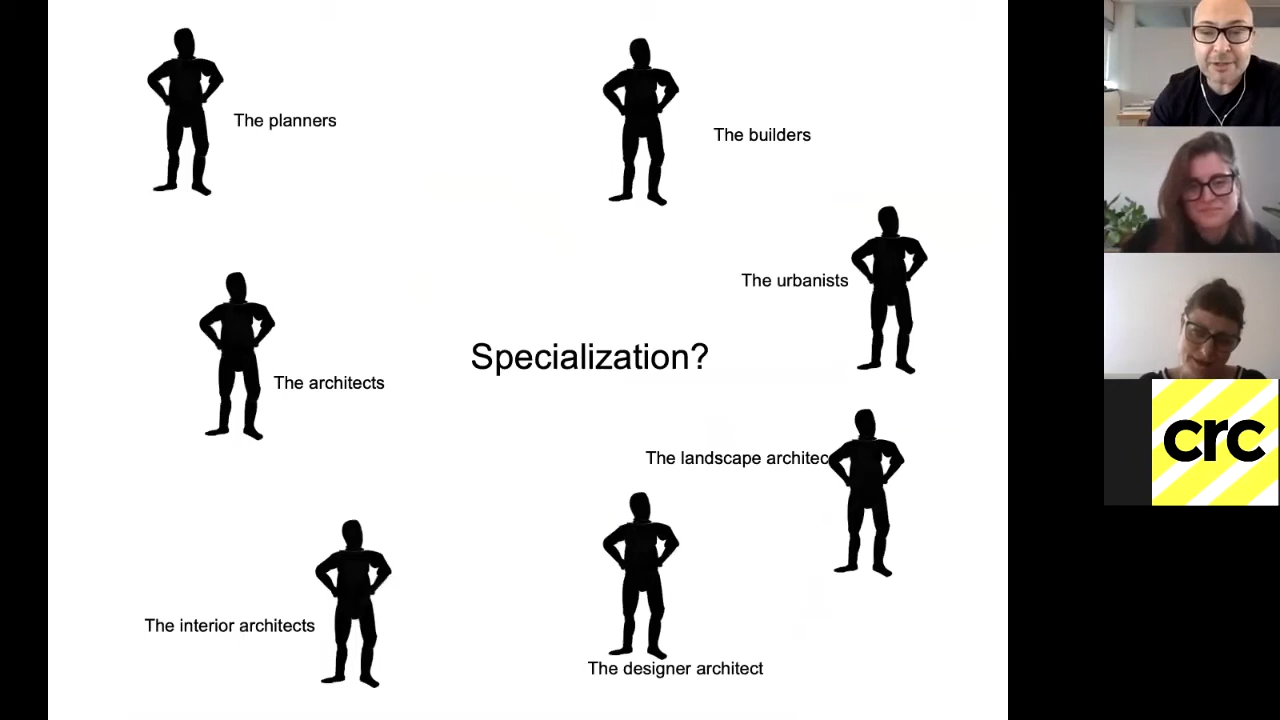 The planners
The builders
The urbanists
Specialization?
The architects
The landscape architec
crc
The interior architects
The designer architect